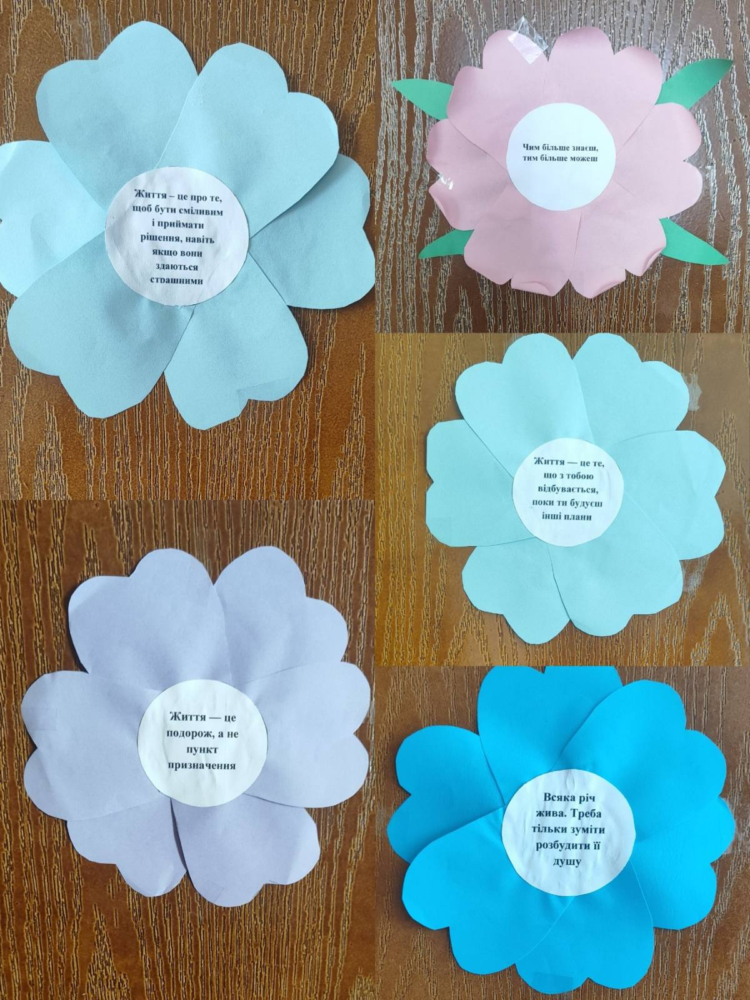 Життя – це про те,
щоб бути сміливим
і приймати
рішення, навіть
якщо вони
здаються
страшними
Чим більше знаєш,
тим більше можеш
Життя — це те,
що з тобою
відбувається,
поки ти будуєш
інші плани
Життя — це
подорож, а не
пункт
призначення
Всяка річ
жива. Треба
тільки зуміти
розбудити її
душу